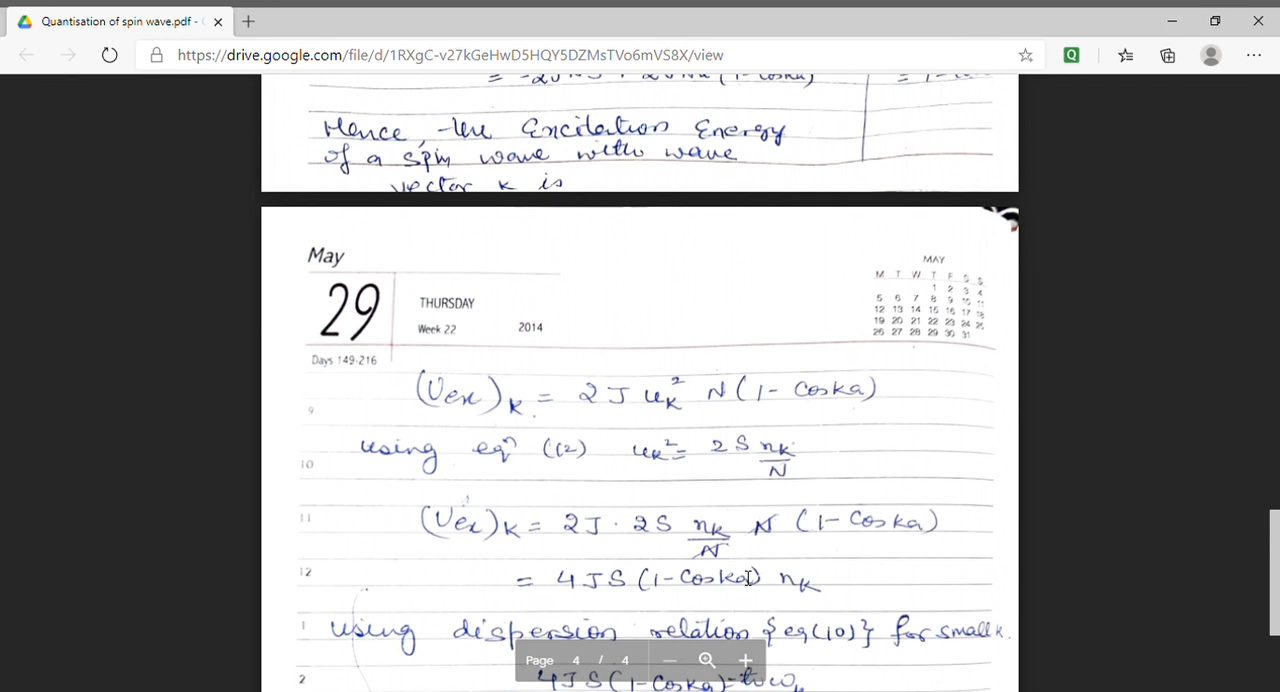 Quantisation of spin wave.pdf - G
https://drive.google.com/file/d/1RXgC-v27kGeHwD5HQY5DZMsTVo6mVS8X/view
Hence, the Excitation Energy
of a spin wave with wave
vector k is
May
29
THURSDAY
Week 22 2014
Days 149-216
MAY
M T W T F S S
1 2 3 4
5 6 7 8 9 10 11
12 13 14 15 16 17 18
19 20 21 22 23 24 25
26 27 28 29 30 31
(Uex)k = 2J uk² N (1 - Coska)
9
using eqn (12) uk² = 2S nk/N
10
11
(Uex)k = 2J · 2S nk/N N (1 - Coska)
12
= 4JS (1 - Coska) nk
1
using dispersion relation {eq(10)} for small k.
Page 4 / 4
2
4JS(1-Coska) = ħωk